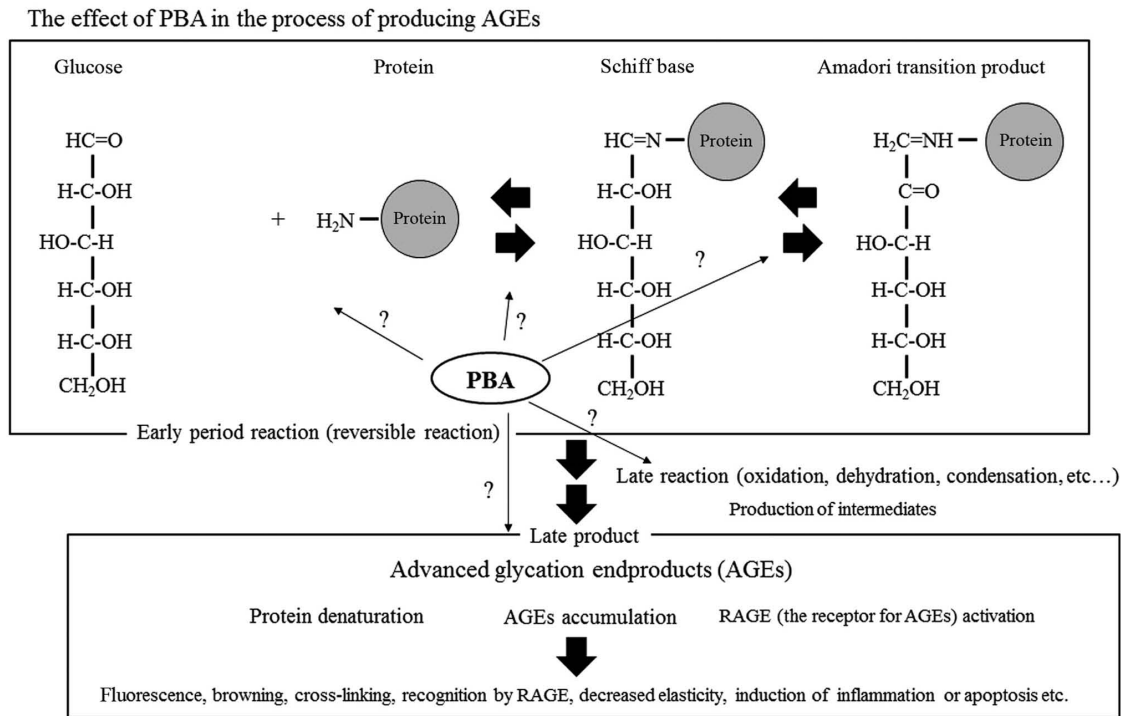 The effect of PBA in the process of producing AGEs
Glucose Protein Schiff base Amadori transition product
HC=O HC=N Protein H₂C=NH Protein
H-C-OH H-C-OH C=O
+ H₂N Protein
HO-C-H HO-C-H HO-C-H
?
H-C-OH H-C-OH H-C-OH
? ?
H-C-OH H-C-OH H-C-OH
PBA
CH₂OH CH₂OH CH₂OH
Early period reaction (reversible reaction) ?
Late reaction (oxidation, dehydration, condensation, etc…)
?
Production of intermediates
Late product
Advanced glycation endproducts (AGEs)
Protein denaturation AGEs accumulation RAGE (the receptor for AGEs) activation
Fluorescence, browning, cross-linking, recognition by RAGE, decreased elasticity, induction of inflammation or apoptosis etc.